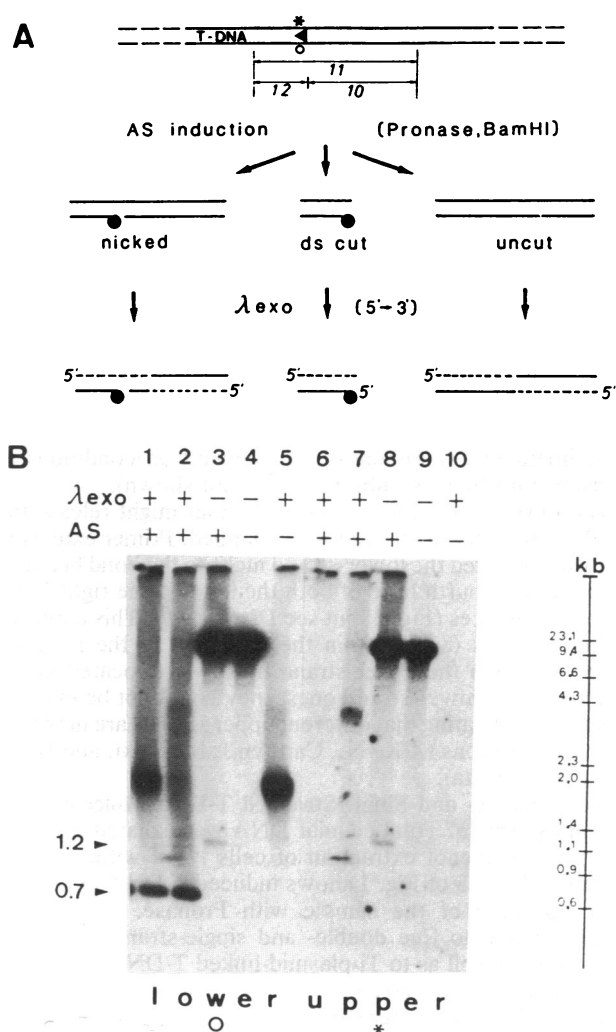 A
*
T-DNA
11
12 10
AS induction (Pronase,BamHI)
nicked ds cut uncut
λexo (5'→3')
5' 5' 5' 5' 5'
B
1 2 3 4 5 6 7 8 9 10
λexo + + - - + + + - - +
AS + + + - - + + + - -
kb
23.1
9.4
6.6
4.3
2.3
2.0
1.4
1.2
1.1
0.9
0.7
0.6
lower upper
*